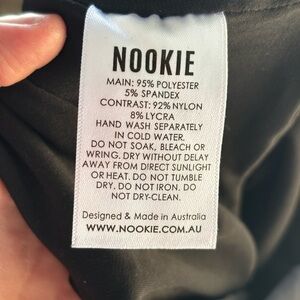 NOOKIE
MAIN: 95% POLYESTER
5% SPANDEX
CONTRAST: 92% NYLON
8% LYCRA
HAND WASH SEPARATELY
IN COLD WATER.
DO NOT SOAK, BLEACH OR
WRING. DRY WITHOUT DELAY
AWAY FROM DIRECT SUNLIGHT
OR HEAT. DO NOT TUMBLE
DRY. DO NOT IRON. DO
NOT DRY-CLEAN.
Designed & Made in Australia
WWW.NOOKIE.COM.AU